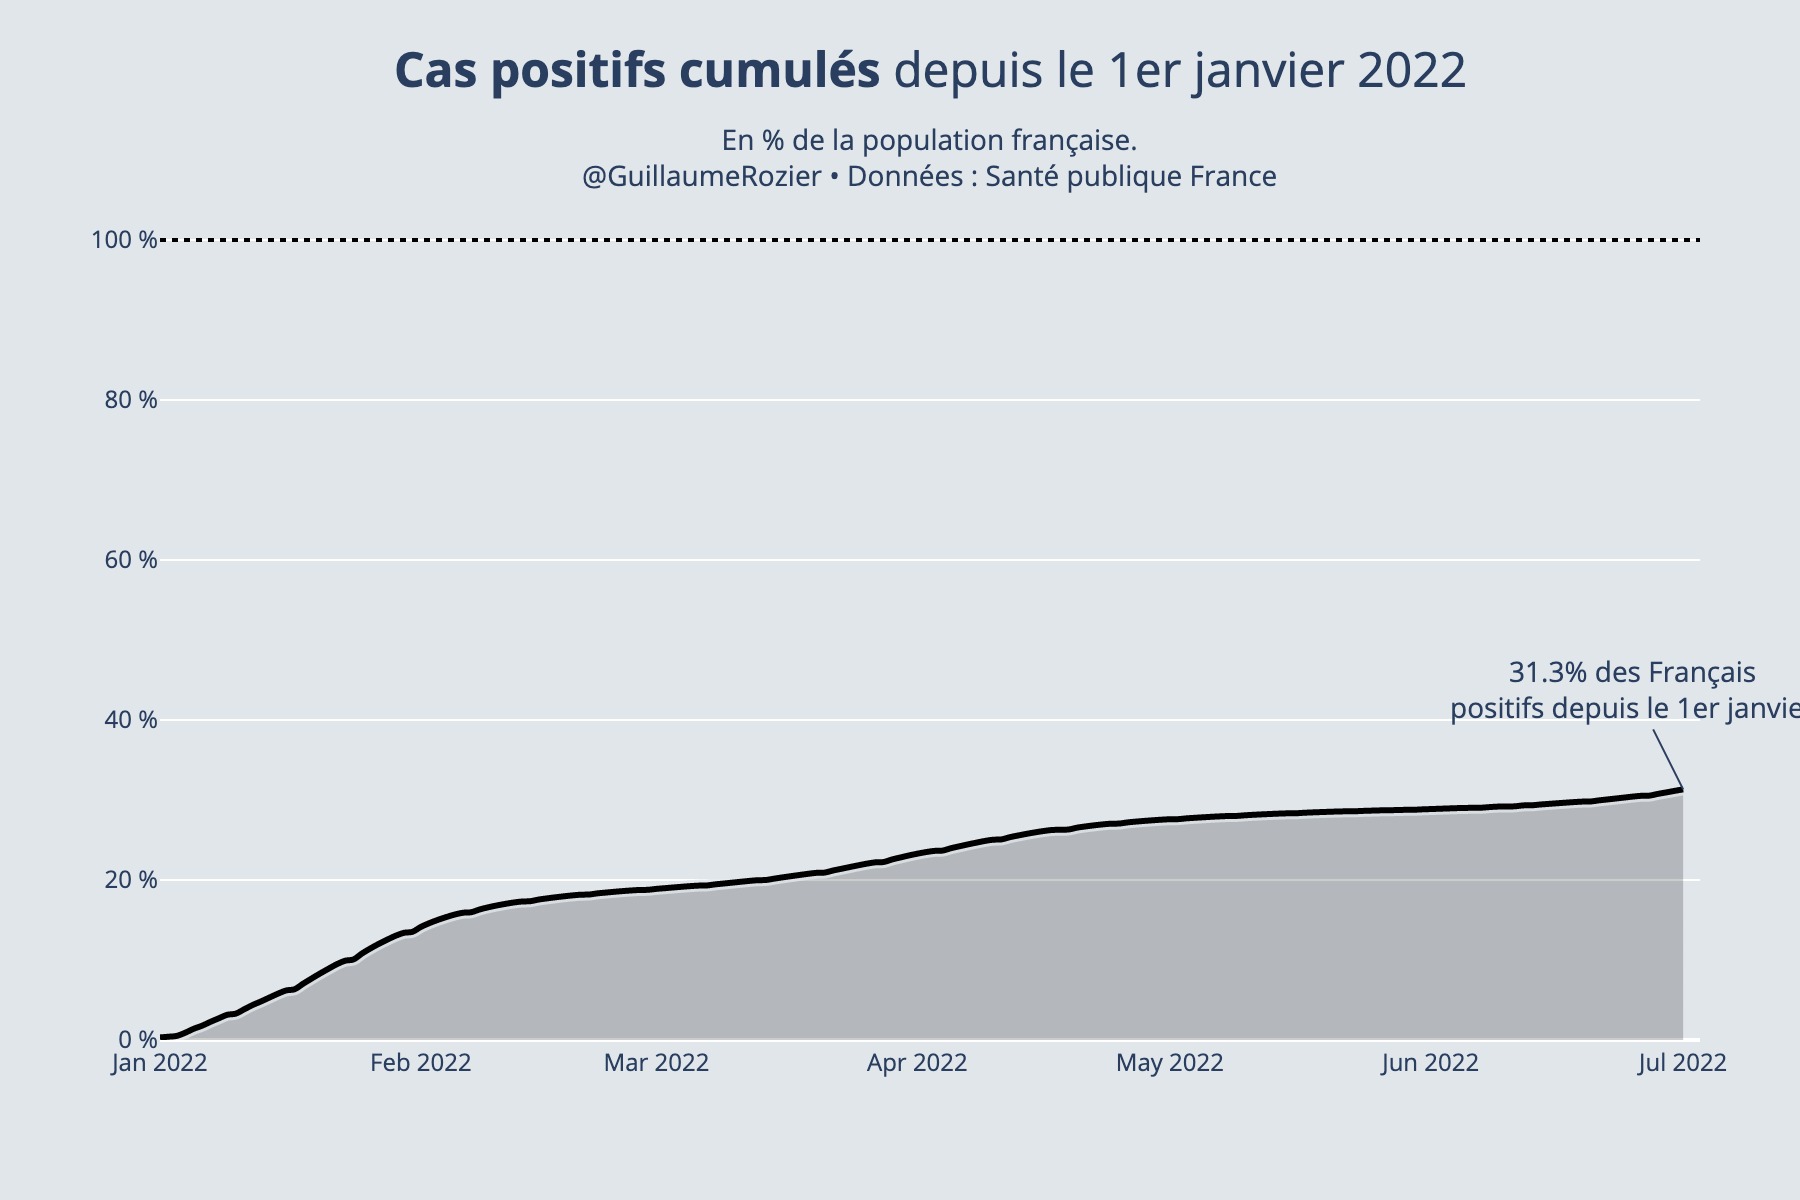 Cas positifs cumulés depuis le 1er janvier 2022
En % de la population française.
@GuillaumeRozier • Données : Santé publique France
100 %
80 %
60 %
31.3% des Français
positifs depuis le 1er janvie
40 %
20 %
0 %
Jan 2022 Feb 2022 Mar 2022 Apr 2022 May 2022 Jun 2022 Jul 2022